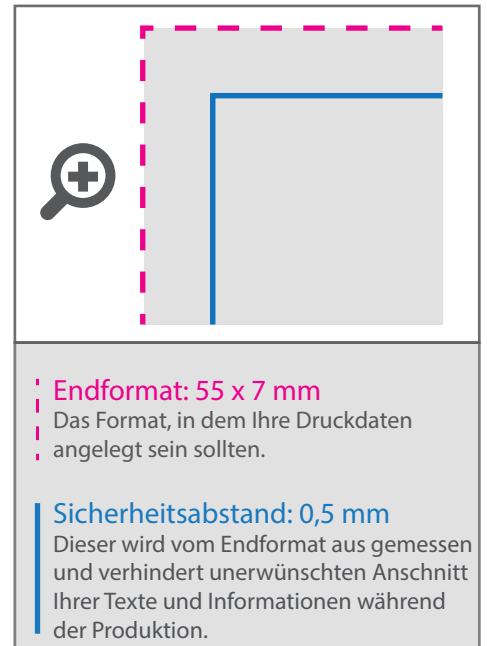 Endformat: 55 x 7 mm
Das Format, in dem Ihre Druckdaten
angelegt sein sollten.
Sicherheitsabstand: 0,5 mm
Dieser wird vom Endformat aus gemessen
und verhindert unerwünschten Anschnitt
Ihrer Texte und Informationen während
der Produktion.